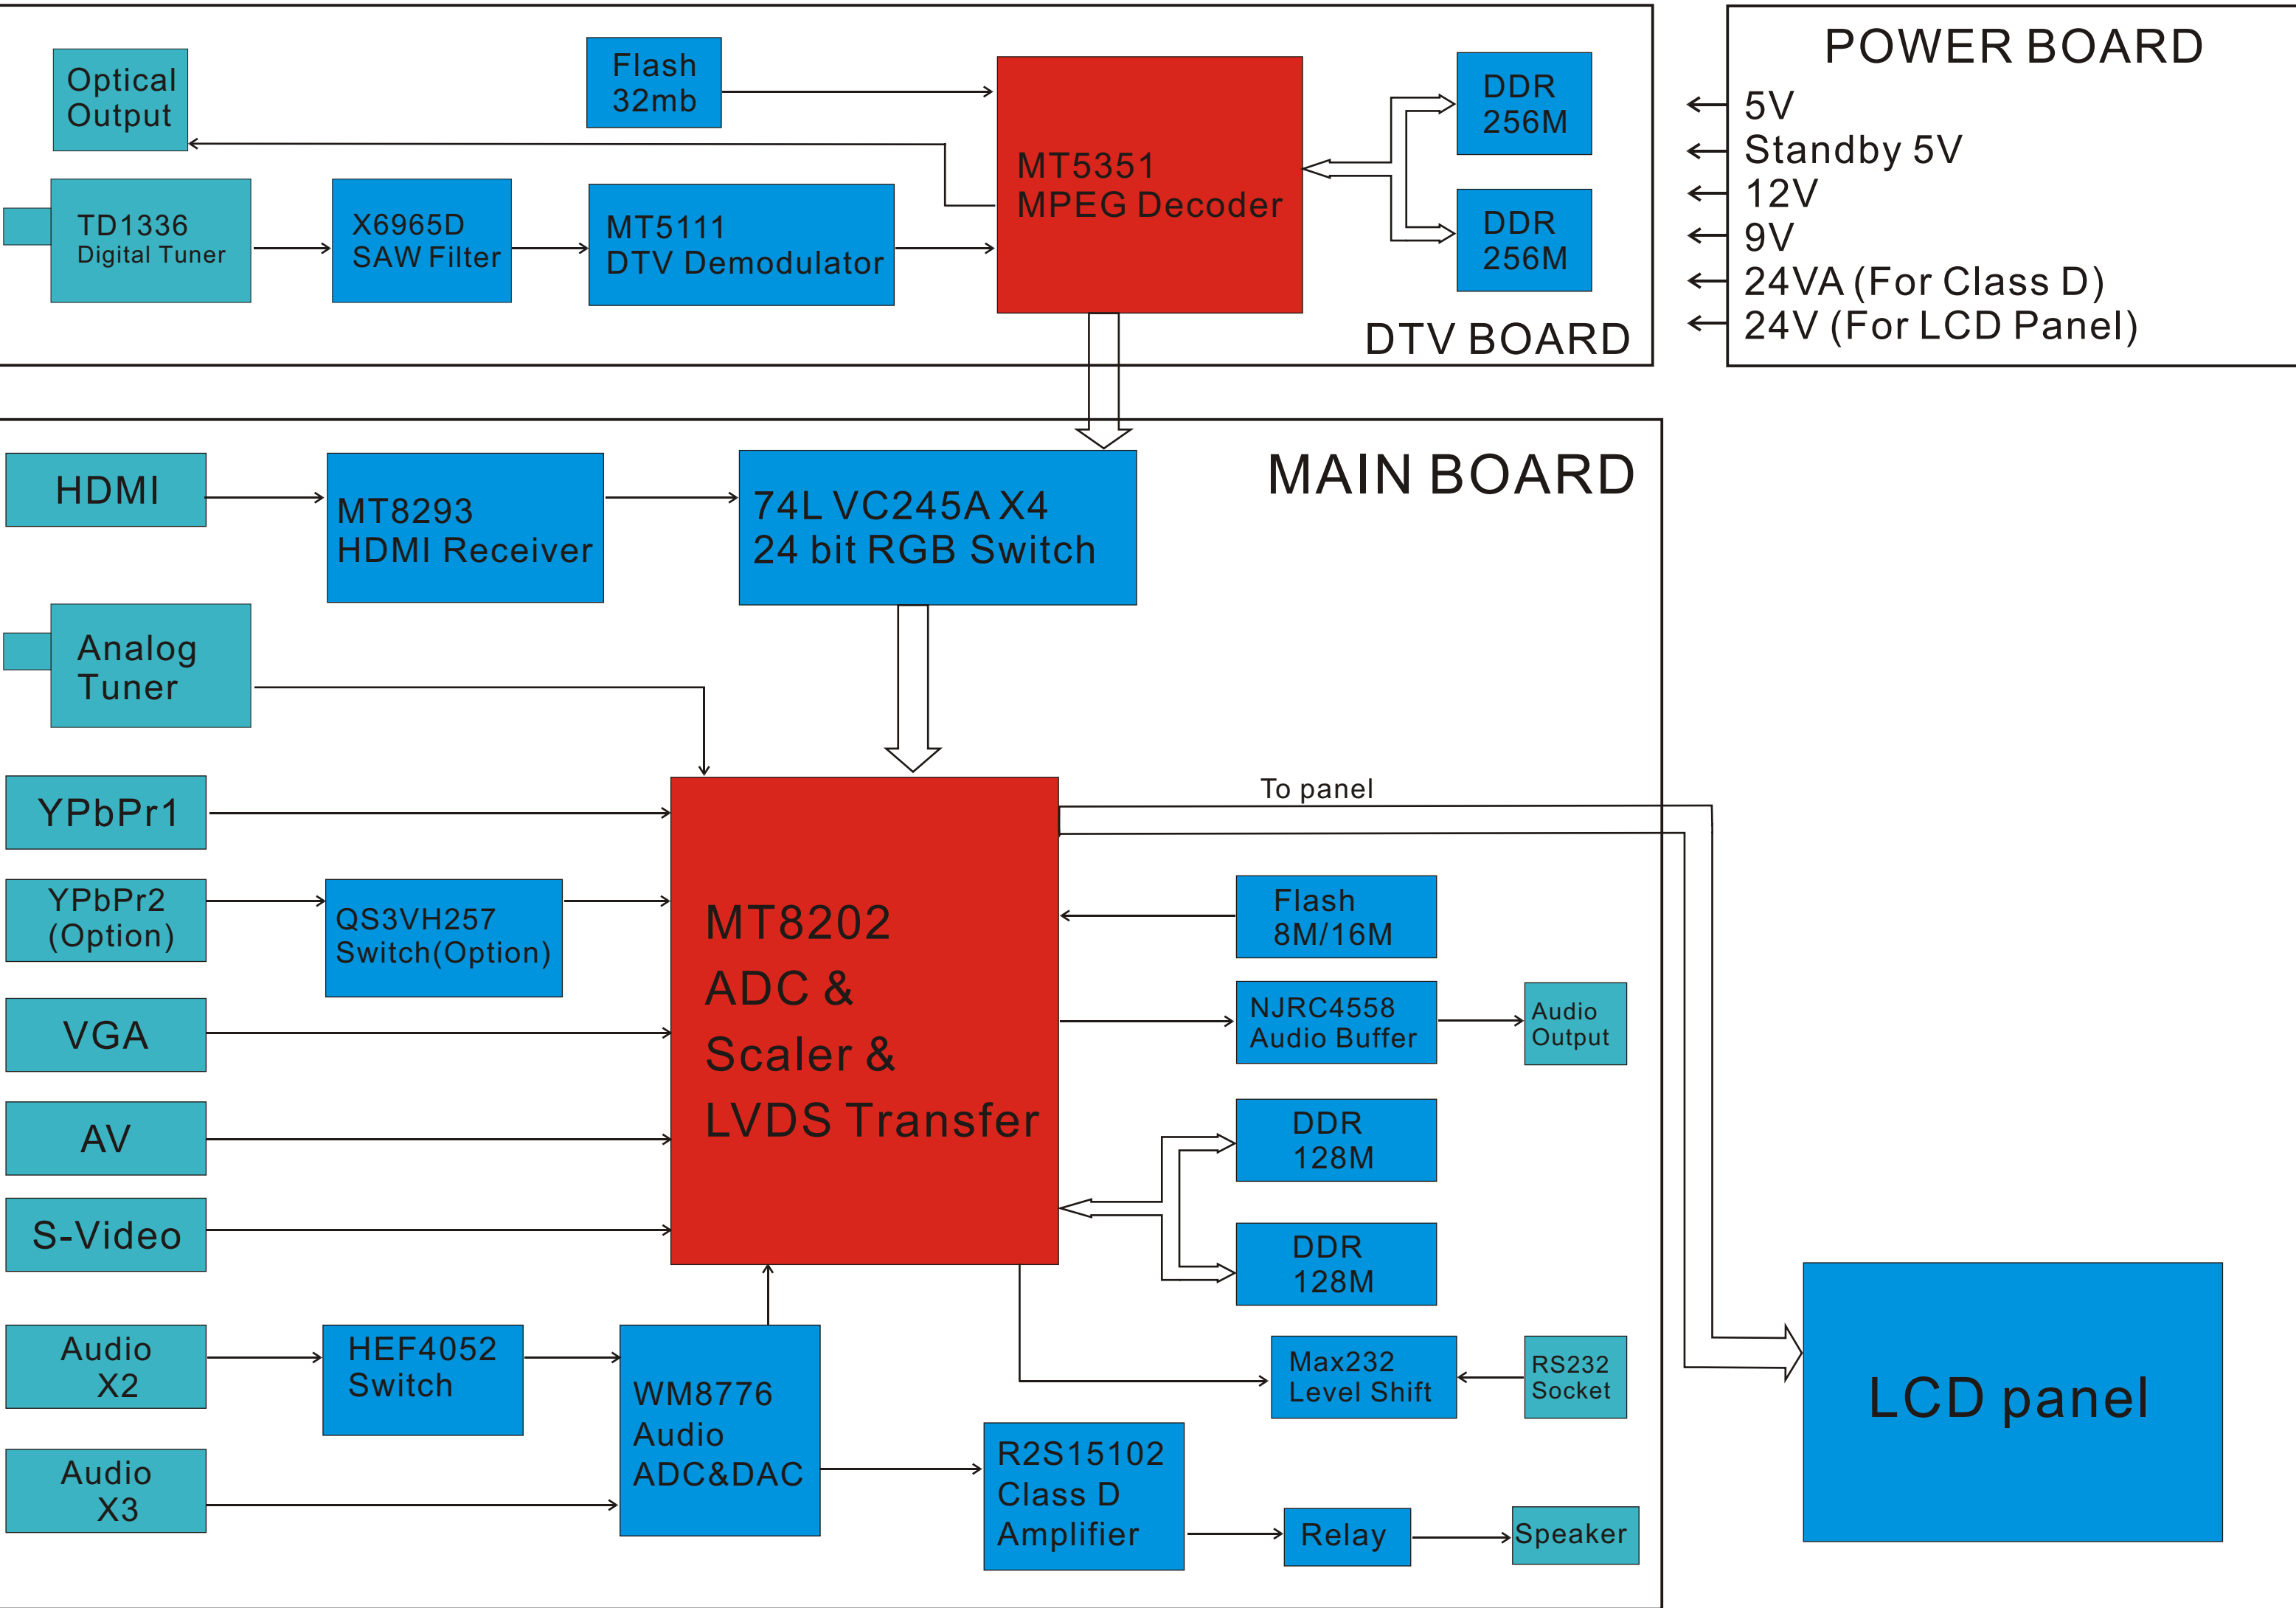 Optical
Output
Flash
32mb
MT5351
MPEG Decoder
DDR
256M
DDR
256M
TD1336
Digital Tuner
X6965D
SAW Filter
MT5111
DTV Demodulator
DTV BOARD
POWER BOARD
5V
Standby 5V
12V
9V
24VA (For Class D)
24V (For LCD Panel)
MAIN BOARD
HDMI
MT8293
HDMI Receiver
74L VC245A X4
24 bit RGB Switch
Analog
Tuner
YPbPr1
To panel
YPbPr2
(Option)
QS3VH257
Switch(Option)
MT8202
ADC &
Scaler &
LVDS Transfer
Flash
8M/16M
NJRC4558
Audio Buffer
Audio
Output
VGA
AV
DDR
128M
S-Video
DDR
128M
Audio
X2
HEF4052
Switch
WM8776
Audio
ADC&DAC
Max232
Level Shift
RS232
Socket
LCD panel
Audio
X3
R2S15102
Class D
Amplifier
Relay
Speaker